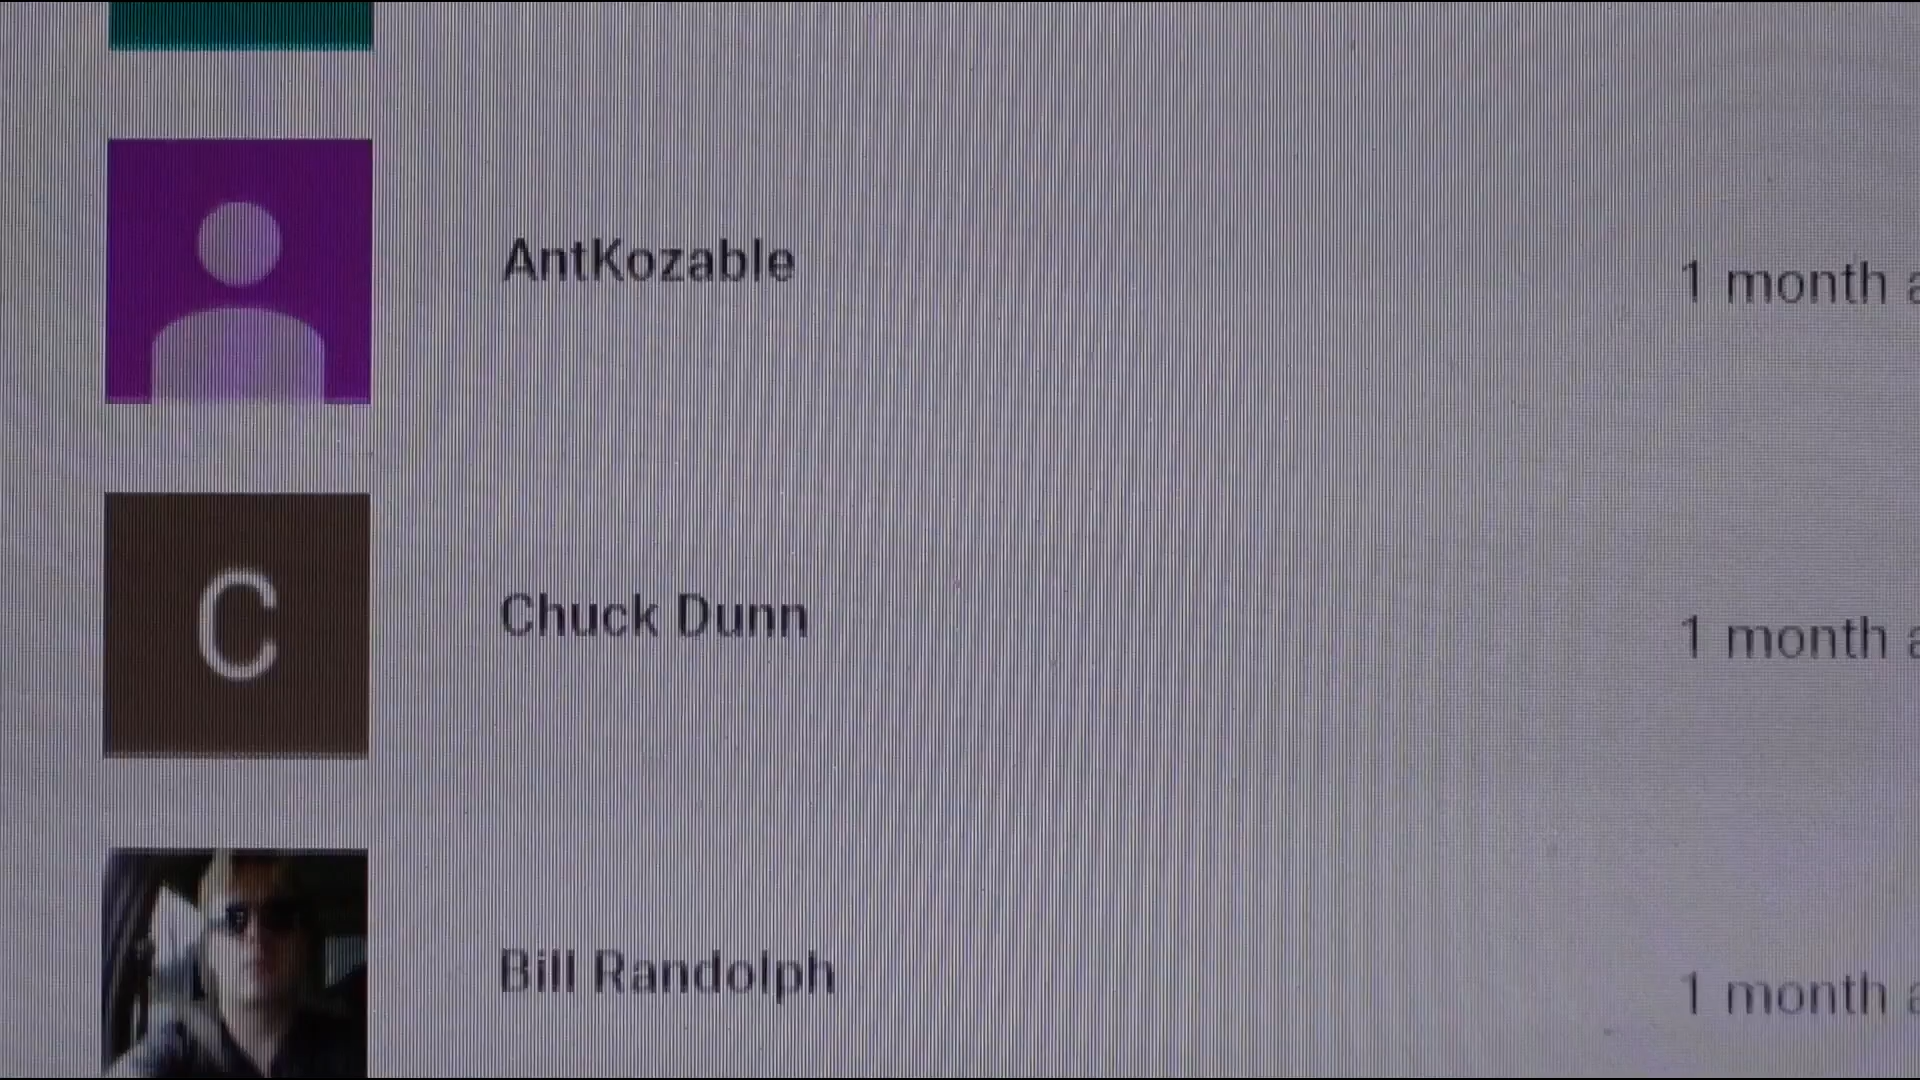 AntKozable
1 month a
C
Chuck Dunn
1 month a
Bill Randolph
1 month a